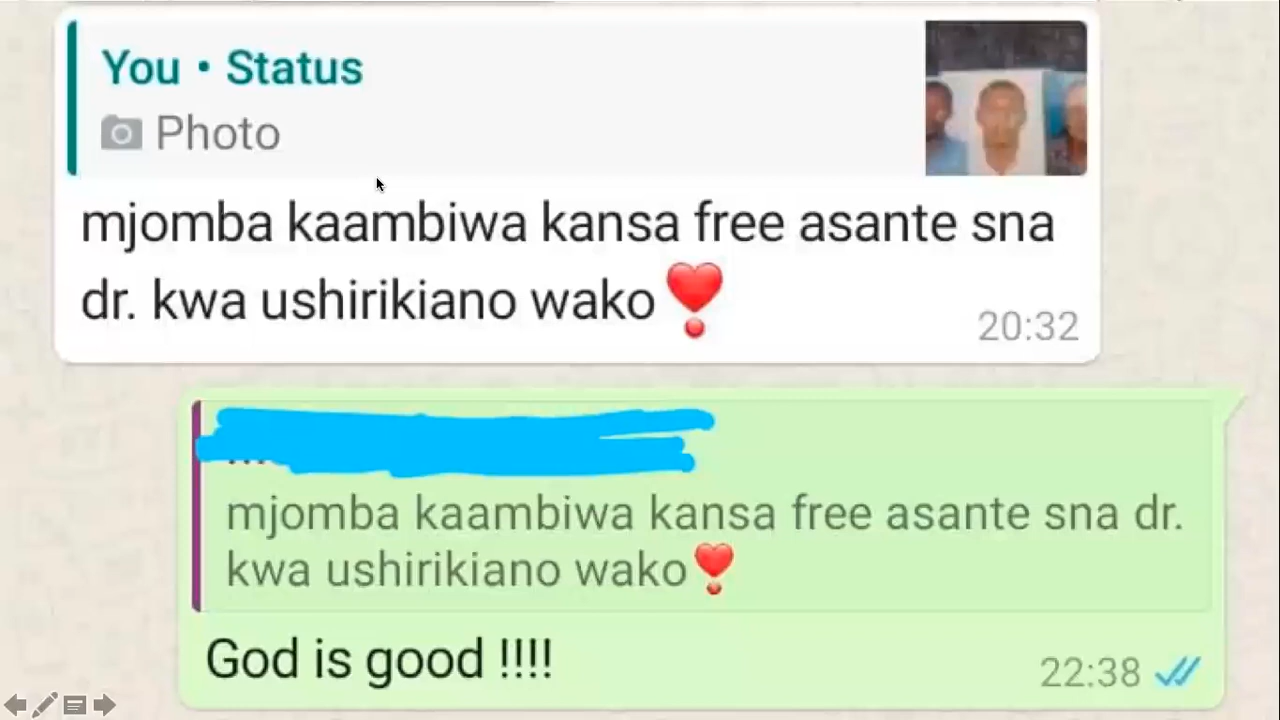 You • Status
Photo
mjomba kaambiwa kansa free asante sna
dr. kwa ushirikiano wako❣️
20:32
mjomba kaambiwa kansa free asante sna dr.
kwa ushirikiano wako❣️
God is good !!!!
22:38